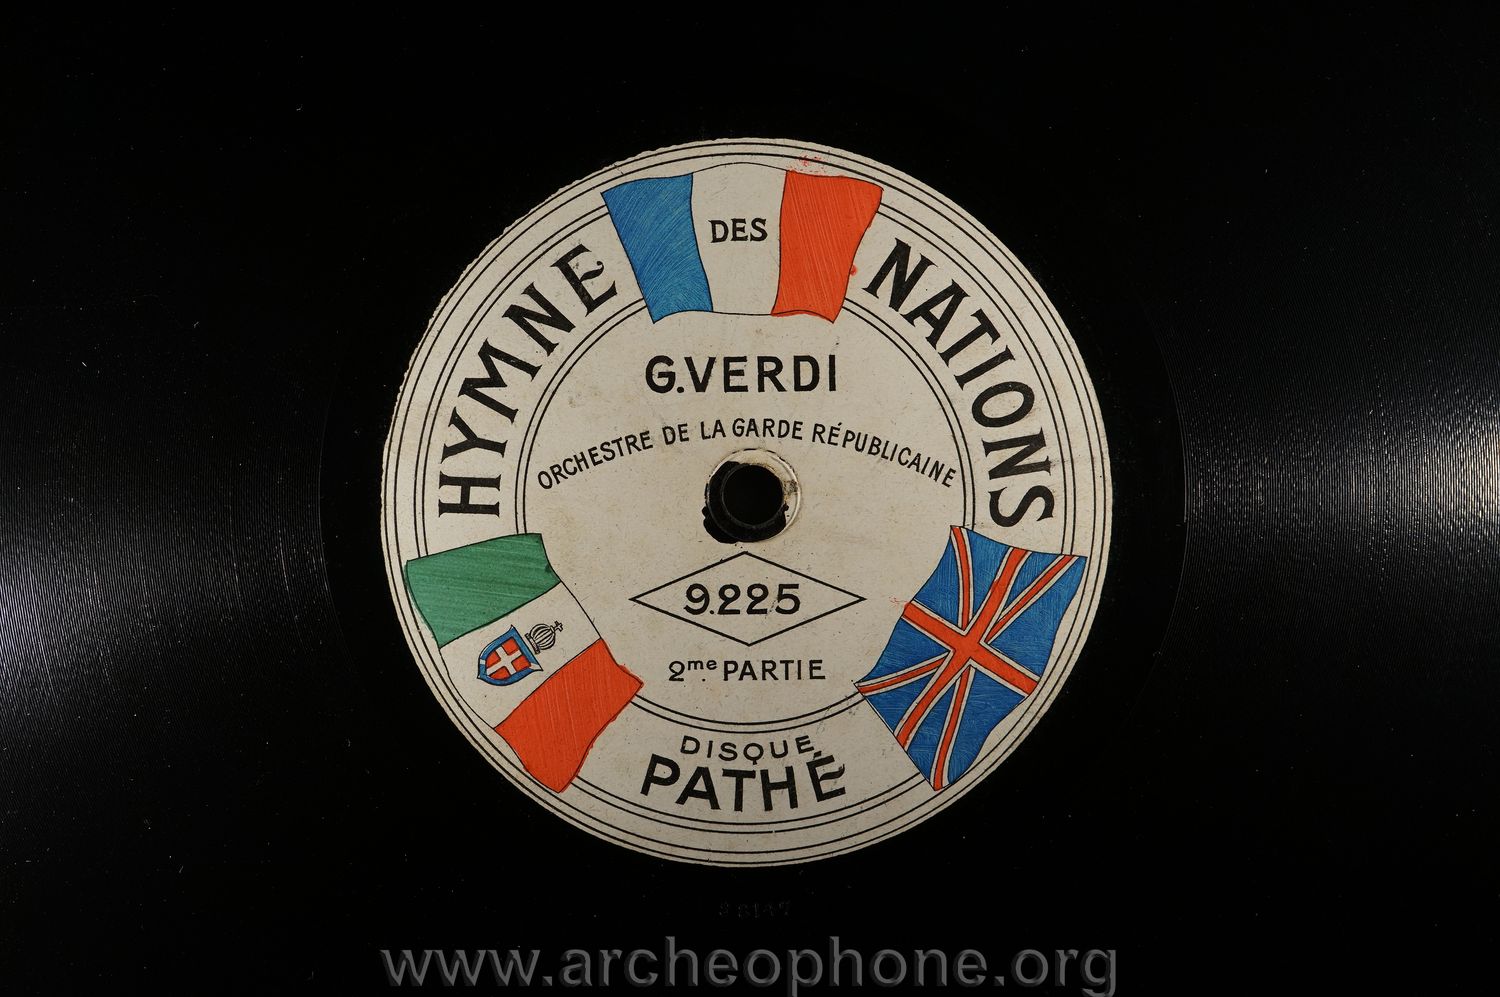 HYMNE DES NATIONS
G. VERDI
ORCHESTRE DE LA GARDE RÉPUBLICAINE
9.225
2me. PARTIE
DISQUE
PATHÉ
www.archeophone.org